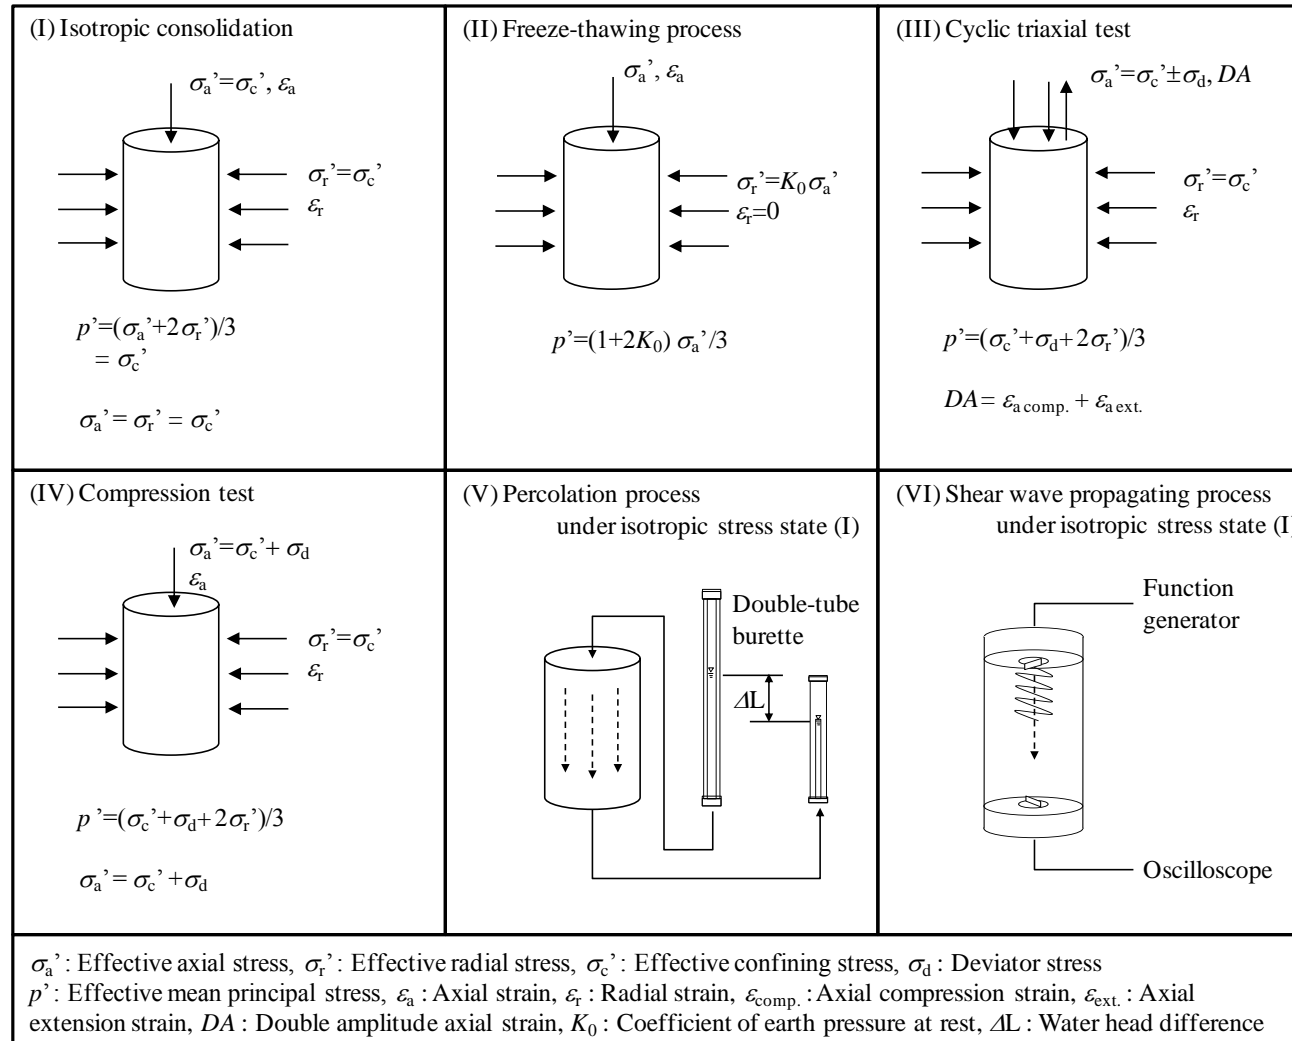 (I) Isotropic consolidation
σa’=σc’, εa
σr’=σc’
εr
p’=(σa’+2σr’)/3
= σc’
σa’= σr’ = σc’
(II) Freeze-thawing process
σa’, εa
σr’=K0σa’
εr=0
p’=(1+2K0) σa’/3
(III) Cyclic triaxial test
σa’=σc’±σd, DA
σr’=σc’
εr
p’=(σc’+σd+2σr’)/3
DA= εa comp. + εa ext.
(IV) Compression test
σa’=σc’+ σd
εa
σr’=σc’
εr
p’=(σc’+σd+2σr’)/3
σa’= σc’+σd
(V) Percolation process
under isotropic stress state (I)
Double-tube
burette
ΔL
(VI) Shear wave propagating process
under isotropic stress state (I)
Function
generator
Oscilloscope
σa’: Effective axial stress, σr’: Effective radial stress, σc’: Effective confining stress, σd : Deviator stress
p’: Effective mean principal stress, εa : Axial strain, εr : Radial strain, εcomp. : Axial compression strain, εext. : Axial
extension strain, DA : Double amplitude axial strain, K0 : Coefficient of earth pressure at rest, ΔL : Water head difference